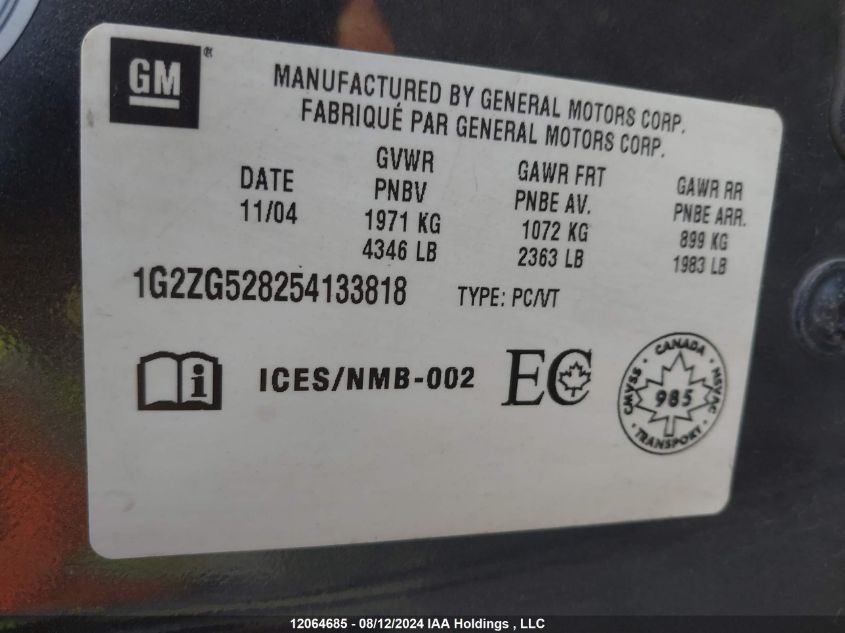 GM®
MANUFACTURED BY GENERAL MOTORS CORP.
FABRIQUÉ PAR GENERAL MOTORS CORP.
DATE
11/04
GVWR
PNBV
1971 KG
4346 LB
GAWR FRT
PNBE AV.
1072 KG
2363 LB
GAWR RR
PNBE ARR.
899 KG
1983 LB
1G2ZG528254133818 TYPE: PC/VT
i ICES/NMB-002 EC
CANADA
CMVSS · NSVAC
985
TRANSPORT
12064685 - 08/12/2024 IAA Holdings , LLC